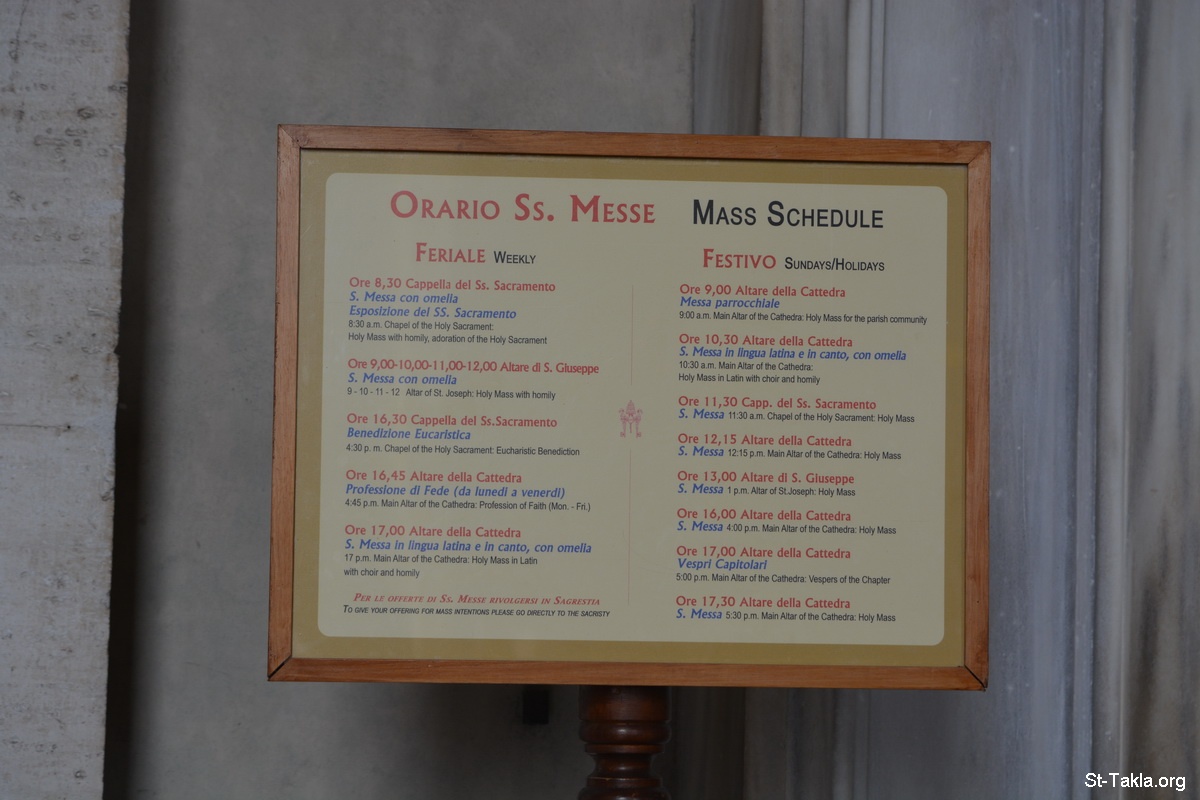 Orario Ss. Messe Mass Schedule
Feriale Weekly
Ore 8,30 Cappella del Ss. Sacramento
S. Messa con omelia
Esposizione del SS. Sacramento
8:30 a.m. Chapel of the Holy Sacrament:
Holy Mass with homily, adoration of the Holy Sacrament
Ore 9,00-10,00-11,00-12,00 Altare di S. Giuseppe
S. Messa con omelia
9 - 10 - 11 - 12 Altar of St. Joseph: Holy Mass with homily
Ore 16,30 Cappella del Ss.Sacramento
Benedizione Eucaristica
4:30 p. m. Chapel of the Holy Sacrament: Eucharistic Benediction
Ore 16,45 Altare della Cattedra
Professione di Fede (da lunedi a venerdi)
4:45 p.m. Main Altar of the Cathedra: Profession of Faith (Mon. - Fri.)
Ore 17,00 Altare della Cattedra
S. Messa in lingua latina e in canto, con omelia
17 p.m. Main Altar of the Cathedra: Holy Mass in Latin
with choir and homily
Per le offerte di Ss. Messe rivolgersi in Sagrestia
To give your offering for mass intentions please go directly to the sacristy
Festivo Sundays/Holidays
Ore 9,00 Altare della Cattedra
Messa parrocchiale
9:00 a.m. Main Altar of the Cathedra: Holy Mass for the parish community
Ore 10,30 Altare della Cattedra
S. Messa in lingua latina e in canto, con omelia
10:30 a.m. Main Altar of the Cathedra:
Holy Mass in Latin with choir and homily
Ore 11,30 Capp. del Ss. Sacramento
S. Messa 11:30 a.m. Chapel of the Holy Sacrament: Holy Mass
Ore 12,15 Altare della Cattedra
S. Messa 12:15 p.m. Main Altar of the Cathedra: Holy Mass
Ore 13,00 Altare di S. Giuseppe
S. Messa 1 p.m. Altar of St.Joseph: Holy Mass
Ore 16,00 Altare della Cattedra
S. Messa 4:00 p.m. Main Altar of the Cathedra: Holy Mass
Ore 17,00 Altare della Cattedra
Vespri Capitolari
5:00 p.m. Main Altar of the Cathedra: Vespers of the Chapter
Ore 17,30 Altare della Cattedra
S. Messa 5:30 p.m. Main Altar of the Cathedra: Holy Mass
St-Takla.org